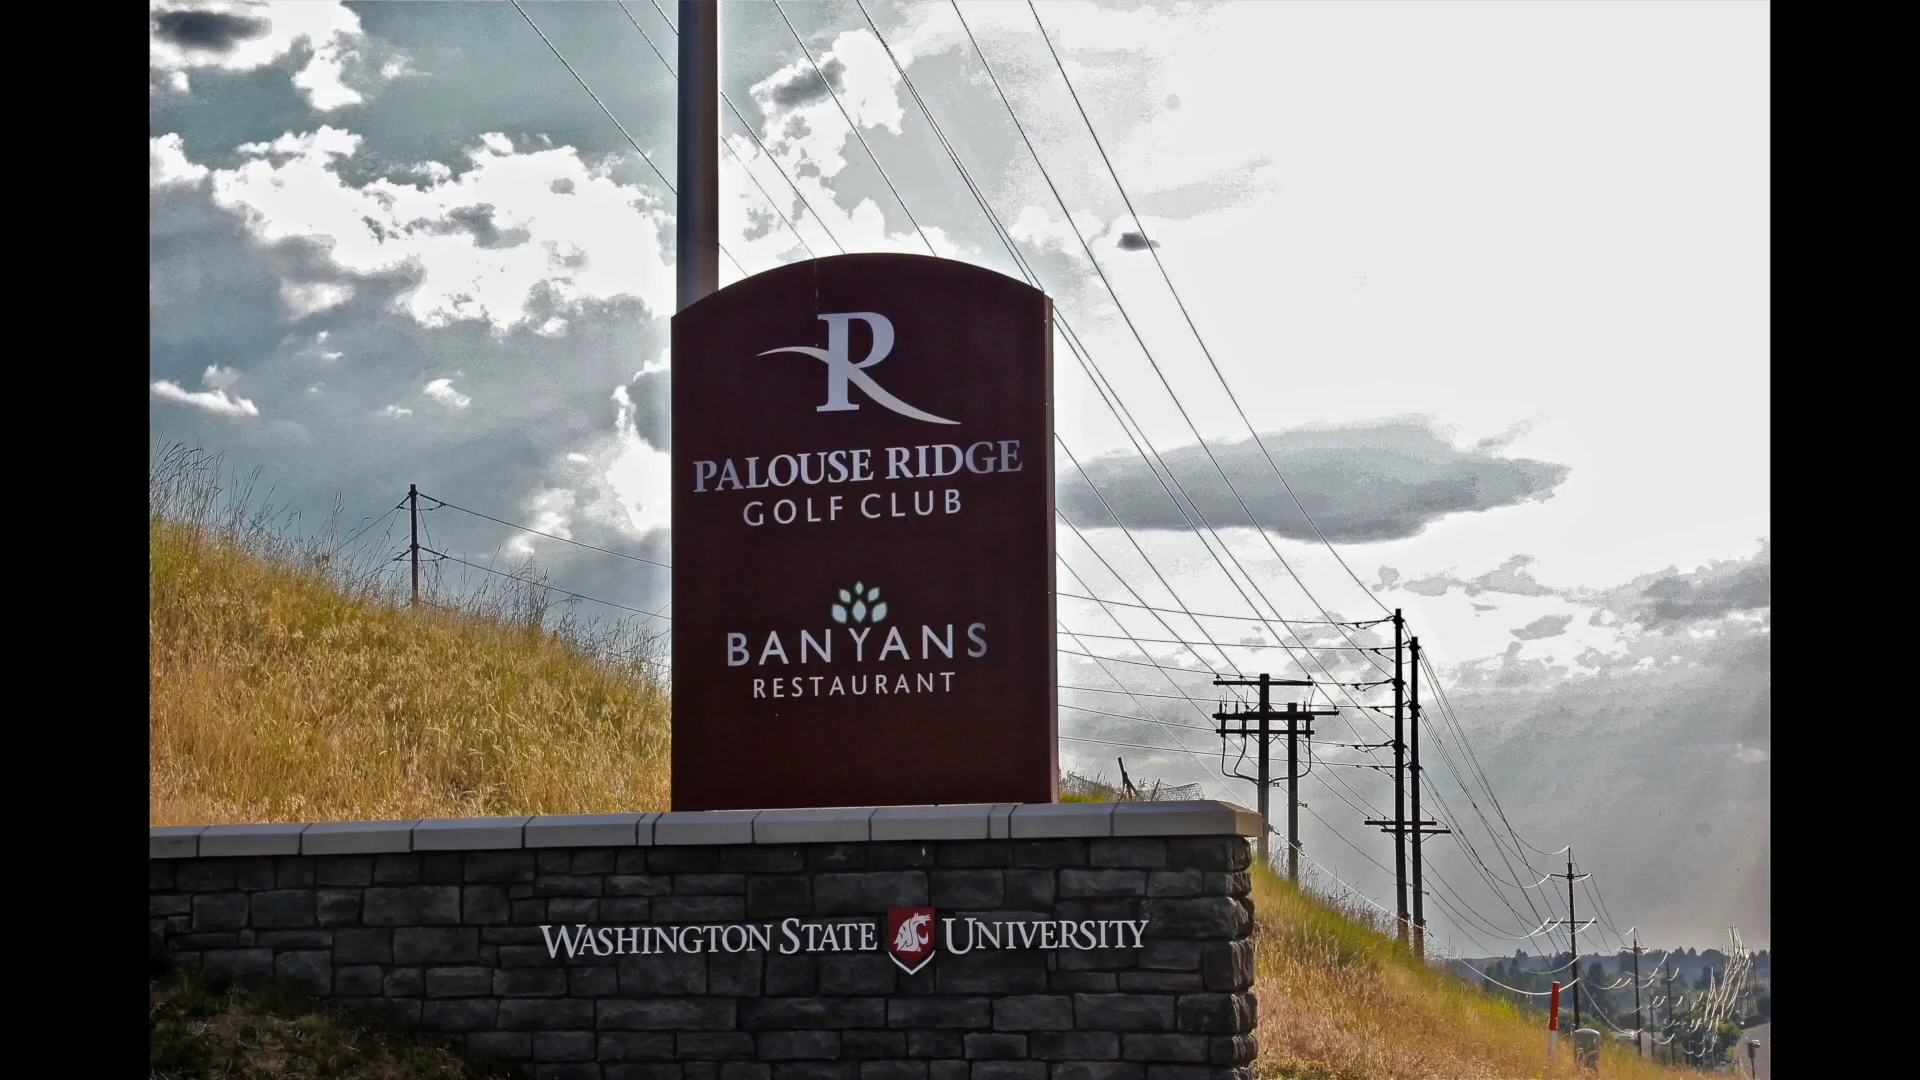 R
PALOUSE RIDGE
GOLF CLUB
BANYANS
RESTAURANT
WASHINGTON STATE UNIVERSITY